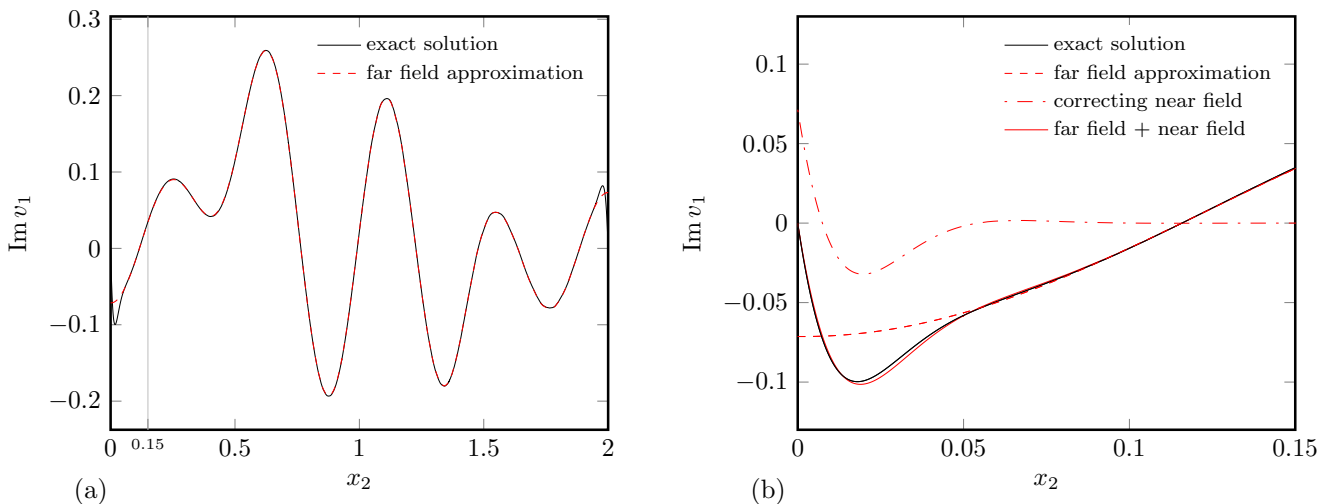 0.3
0.2
0.1
0
−0.1
−0.2
Im v₁
exact solution
far field approximation
0
0.15
0.5
1
1.5
2
x₂
(a)
0.1
0.05
0
−0.05
−0.1
Im v₁
exact solution
far field approximation
correcting near field
far field + near field
0
0.05
0.1
0.15
x₂
(b)